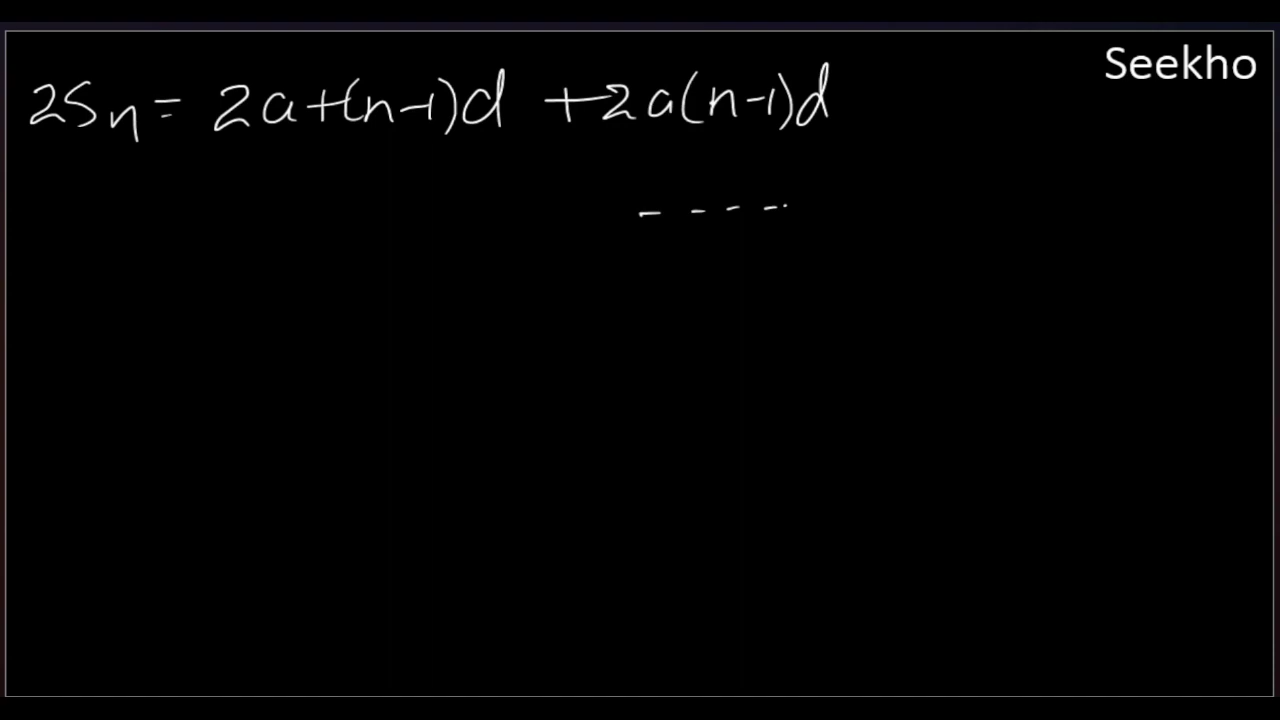 Seekho
2Sn = 2a+(n-1)d +2a(n-1)d
- - - - .